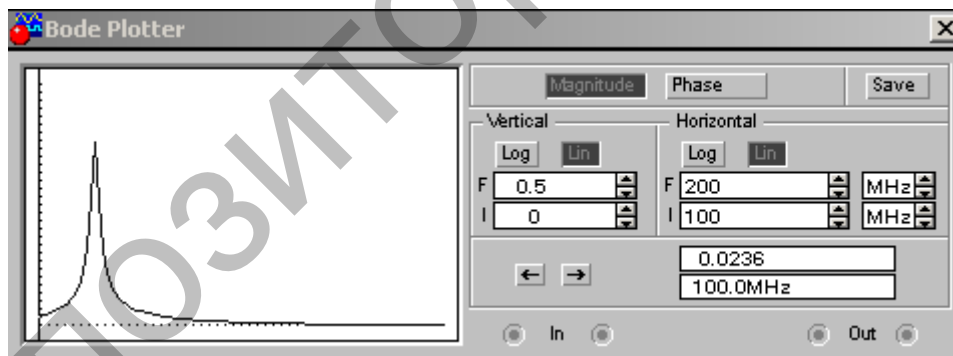 Bode Plotter
Magnitude Phase Save
Vertical Horizontal
Log Lin Log Lin
F 0.5 F 200 MHz
I 0 I 100 MHz
← → 0.0236
100.0MHz
In Out
ПОЗИТО